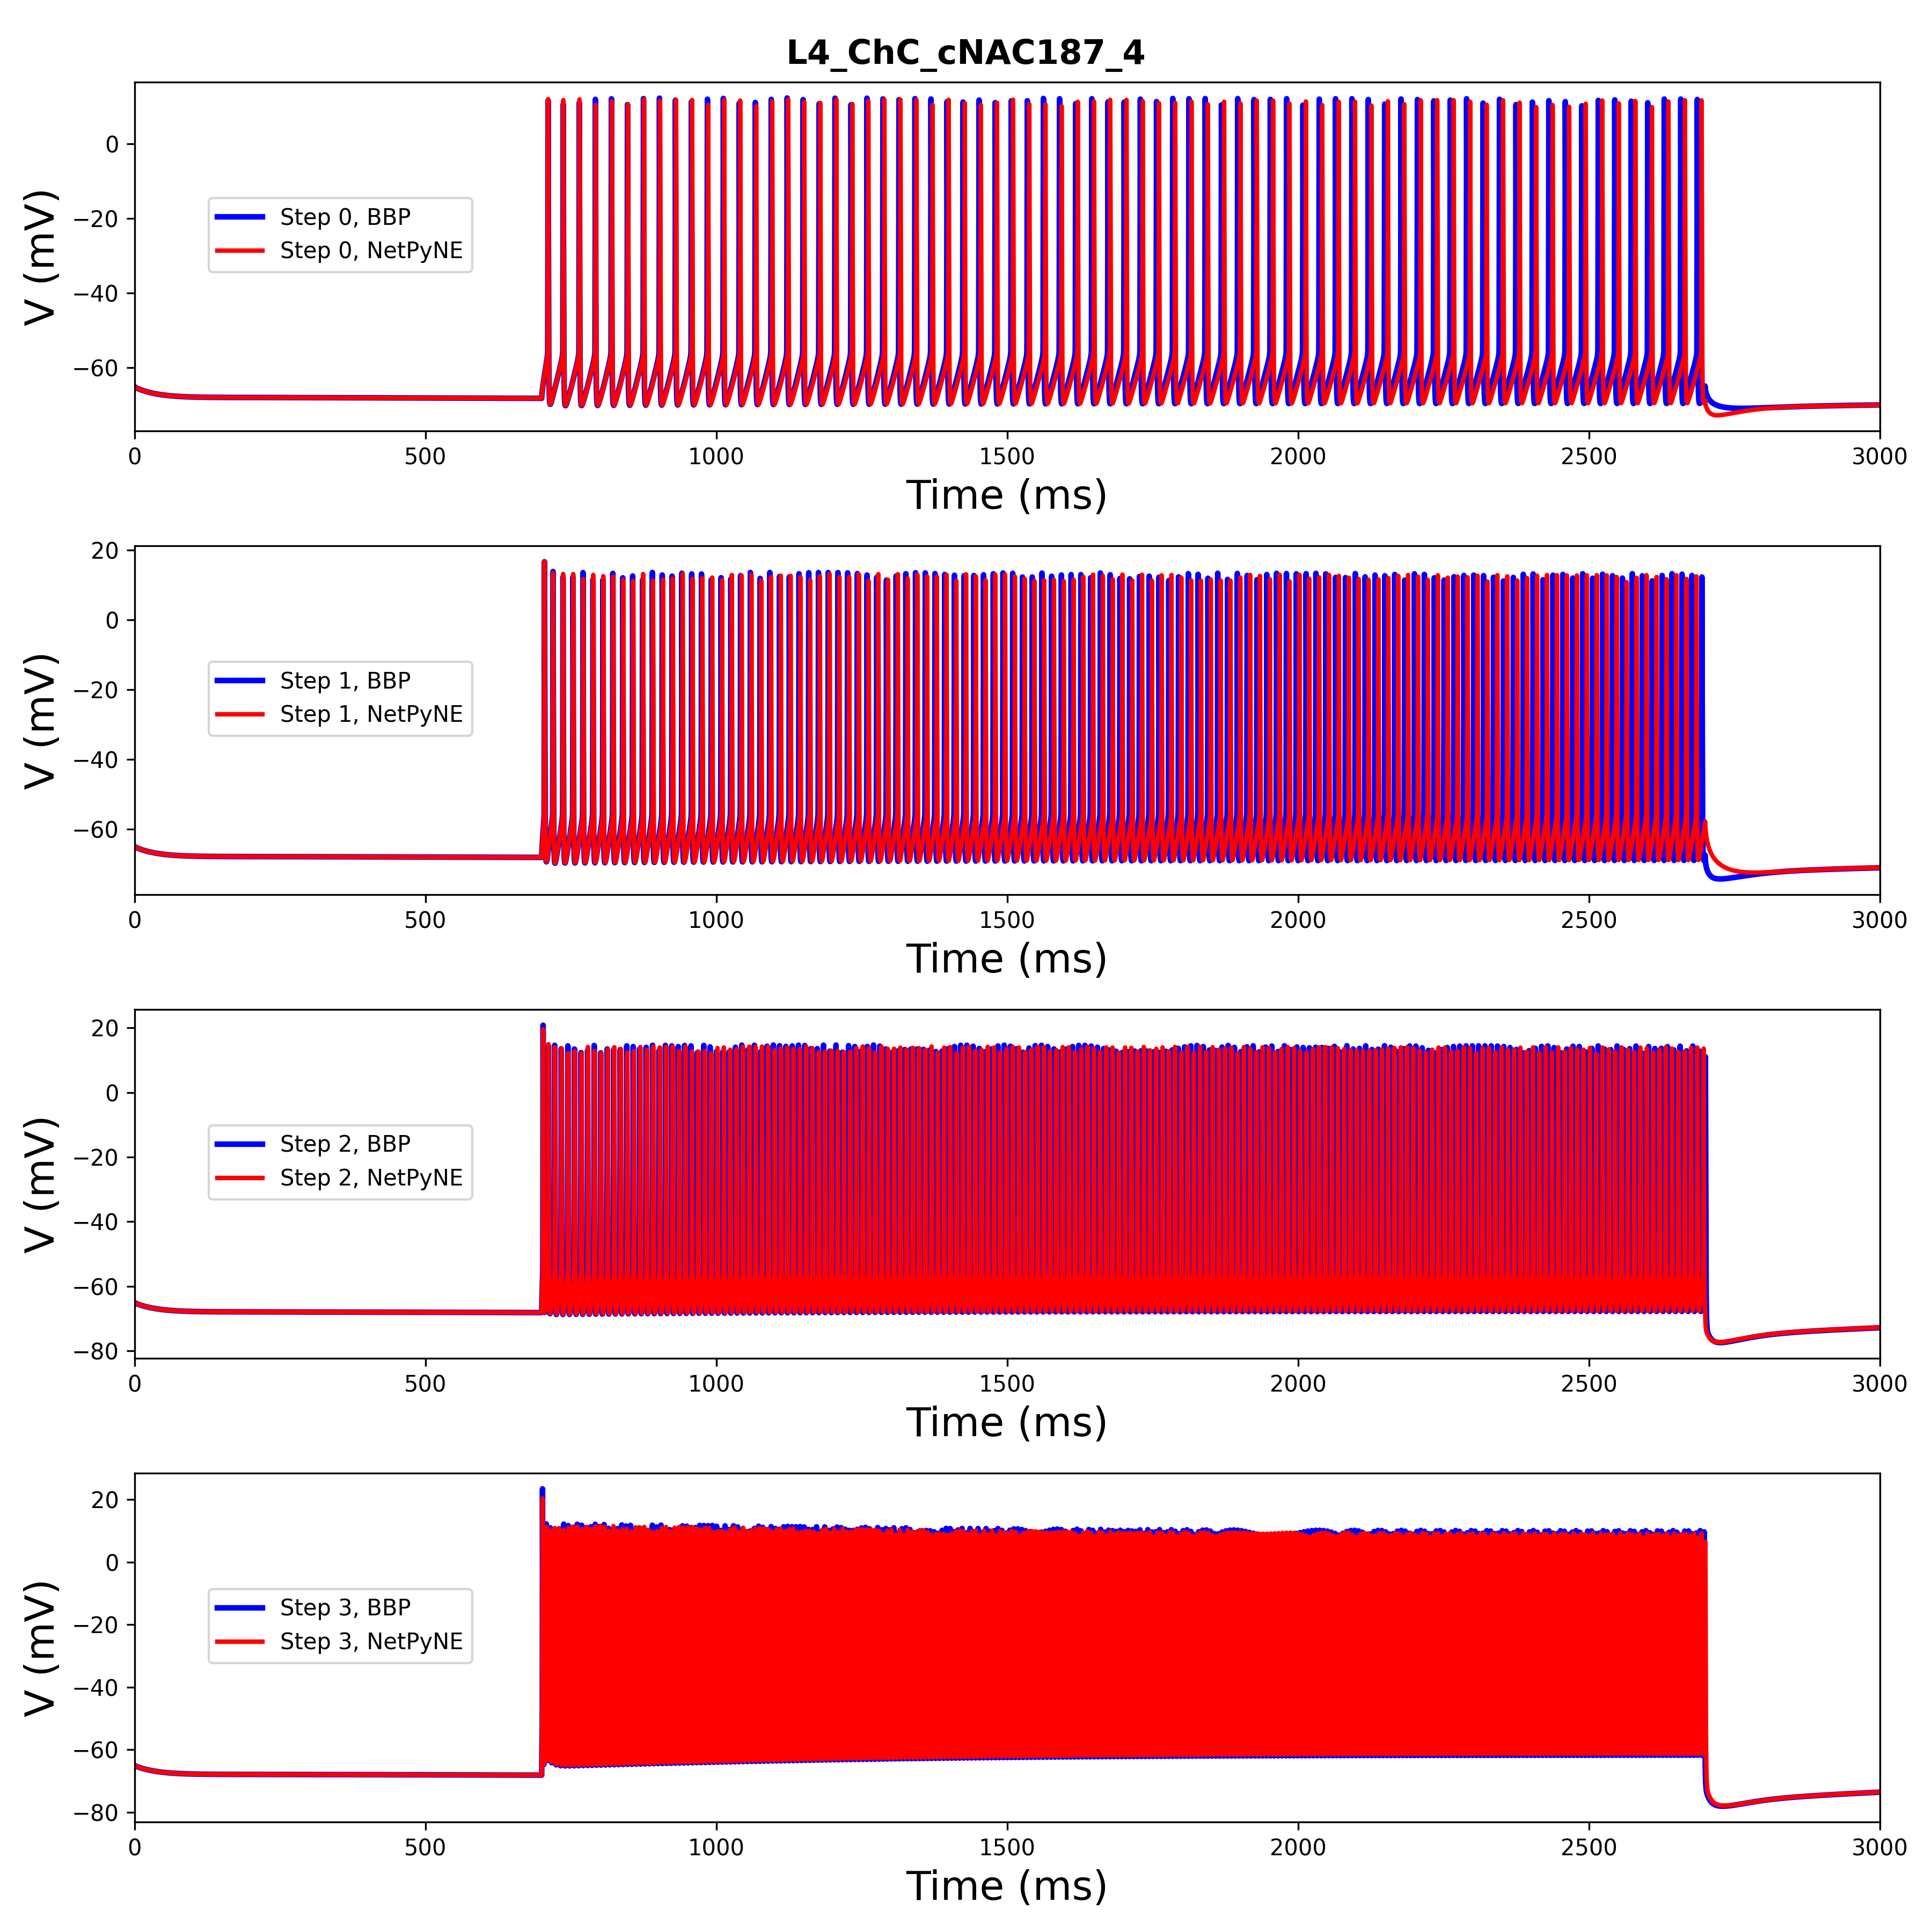 L4_ChC_cNAC187_4
V (mV)
0
−20
−40
−60
Step 0, BBP
Step 0, NetPyNE
0 500 1000 1500 2000 2500 3000
Time (ms)
V (mV)
20
0
−20
−40
−60
Step 1, BBP
Step 1, NetPyNE
0 500 1000 1500 2000 2500 3000
Time (ms)
V (mV)
20
0
−20
−40
−60
−80
Step 2, BBP
Step 2, NetPyNE
0 500 1000 1500 2000 2500 3000
Time (ms)
V (mV)
20
0
−20
−40
−60
−80
Step 3, BBP
Step 3, NetPyNE
0 500 1000 1500 2000 2500 3000
Time (ms)